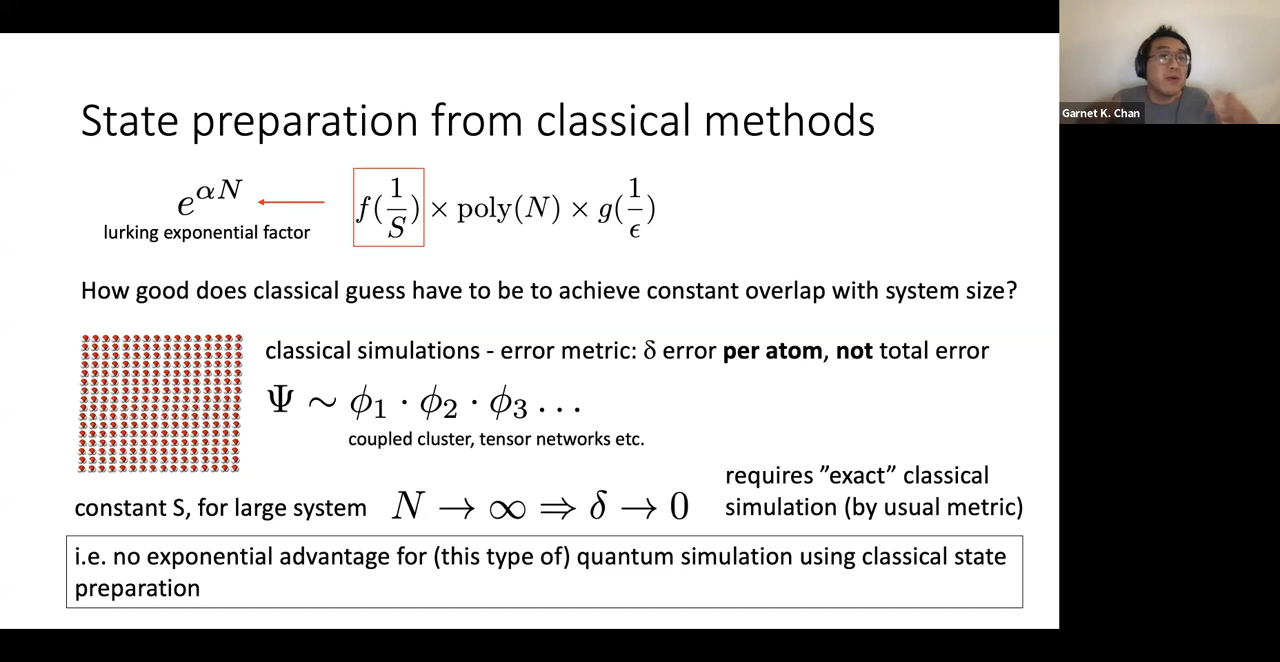 Garnet K. Chan
State preparation from classical methods
e^{αN} ← f(1/S) × poly(N) × g(1/ϵ)
lurking exponential factor
How good does classical guess have to be to achieve constant overlap with system size?
classical simulations - error metric: δ error per atom, not total error
Ψ ∼ ϕ₁ · ϕ₂ · ϕ₃ . . .
coupled cluster, tensor networks etc.
requires ”exact” classical
constant S, for large system N → ∞ ⇒ δ → 0 simulation (by usual metric)
i.e. no exponential advantage for (this type of) quantum simulation using classical state
preparation